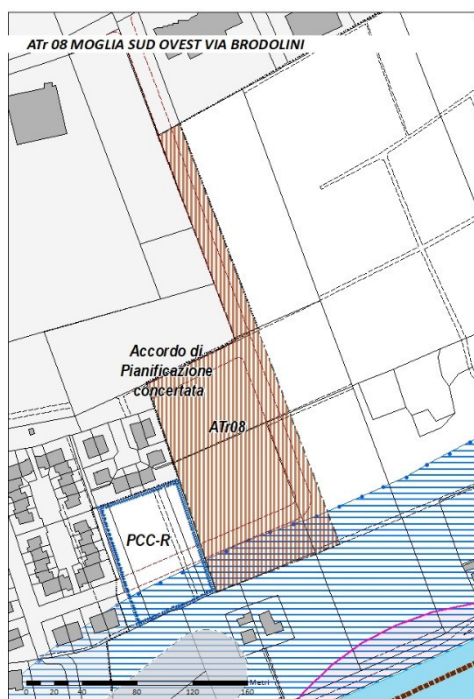 ATr 08 MOGLIA SUD OVEST VIA BRODOLINI
Accordo di
Pianificazione
concertata
ATr08
PCC-R
Metri
0 20 40 80 120 160